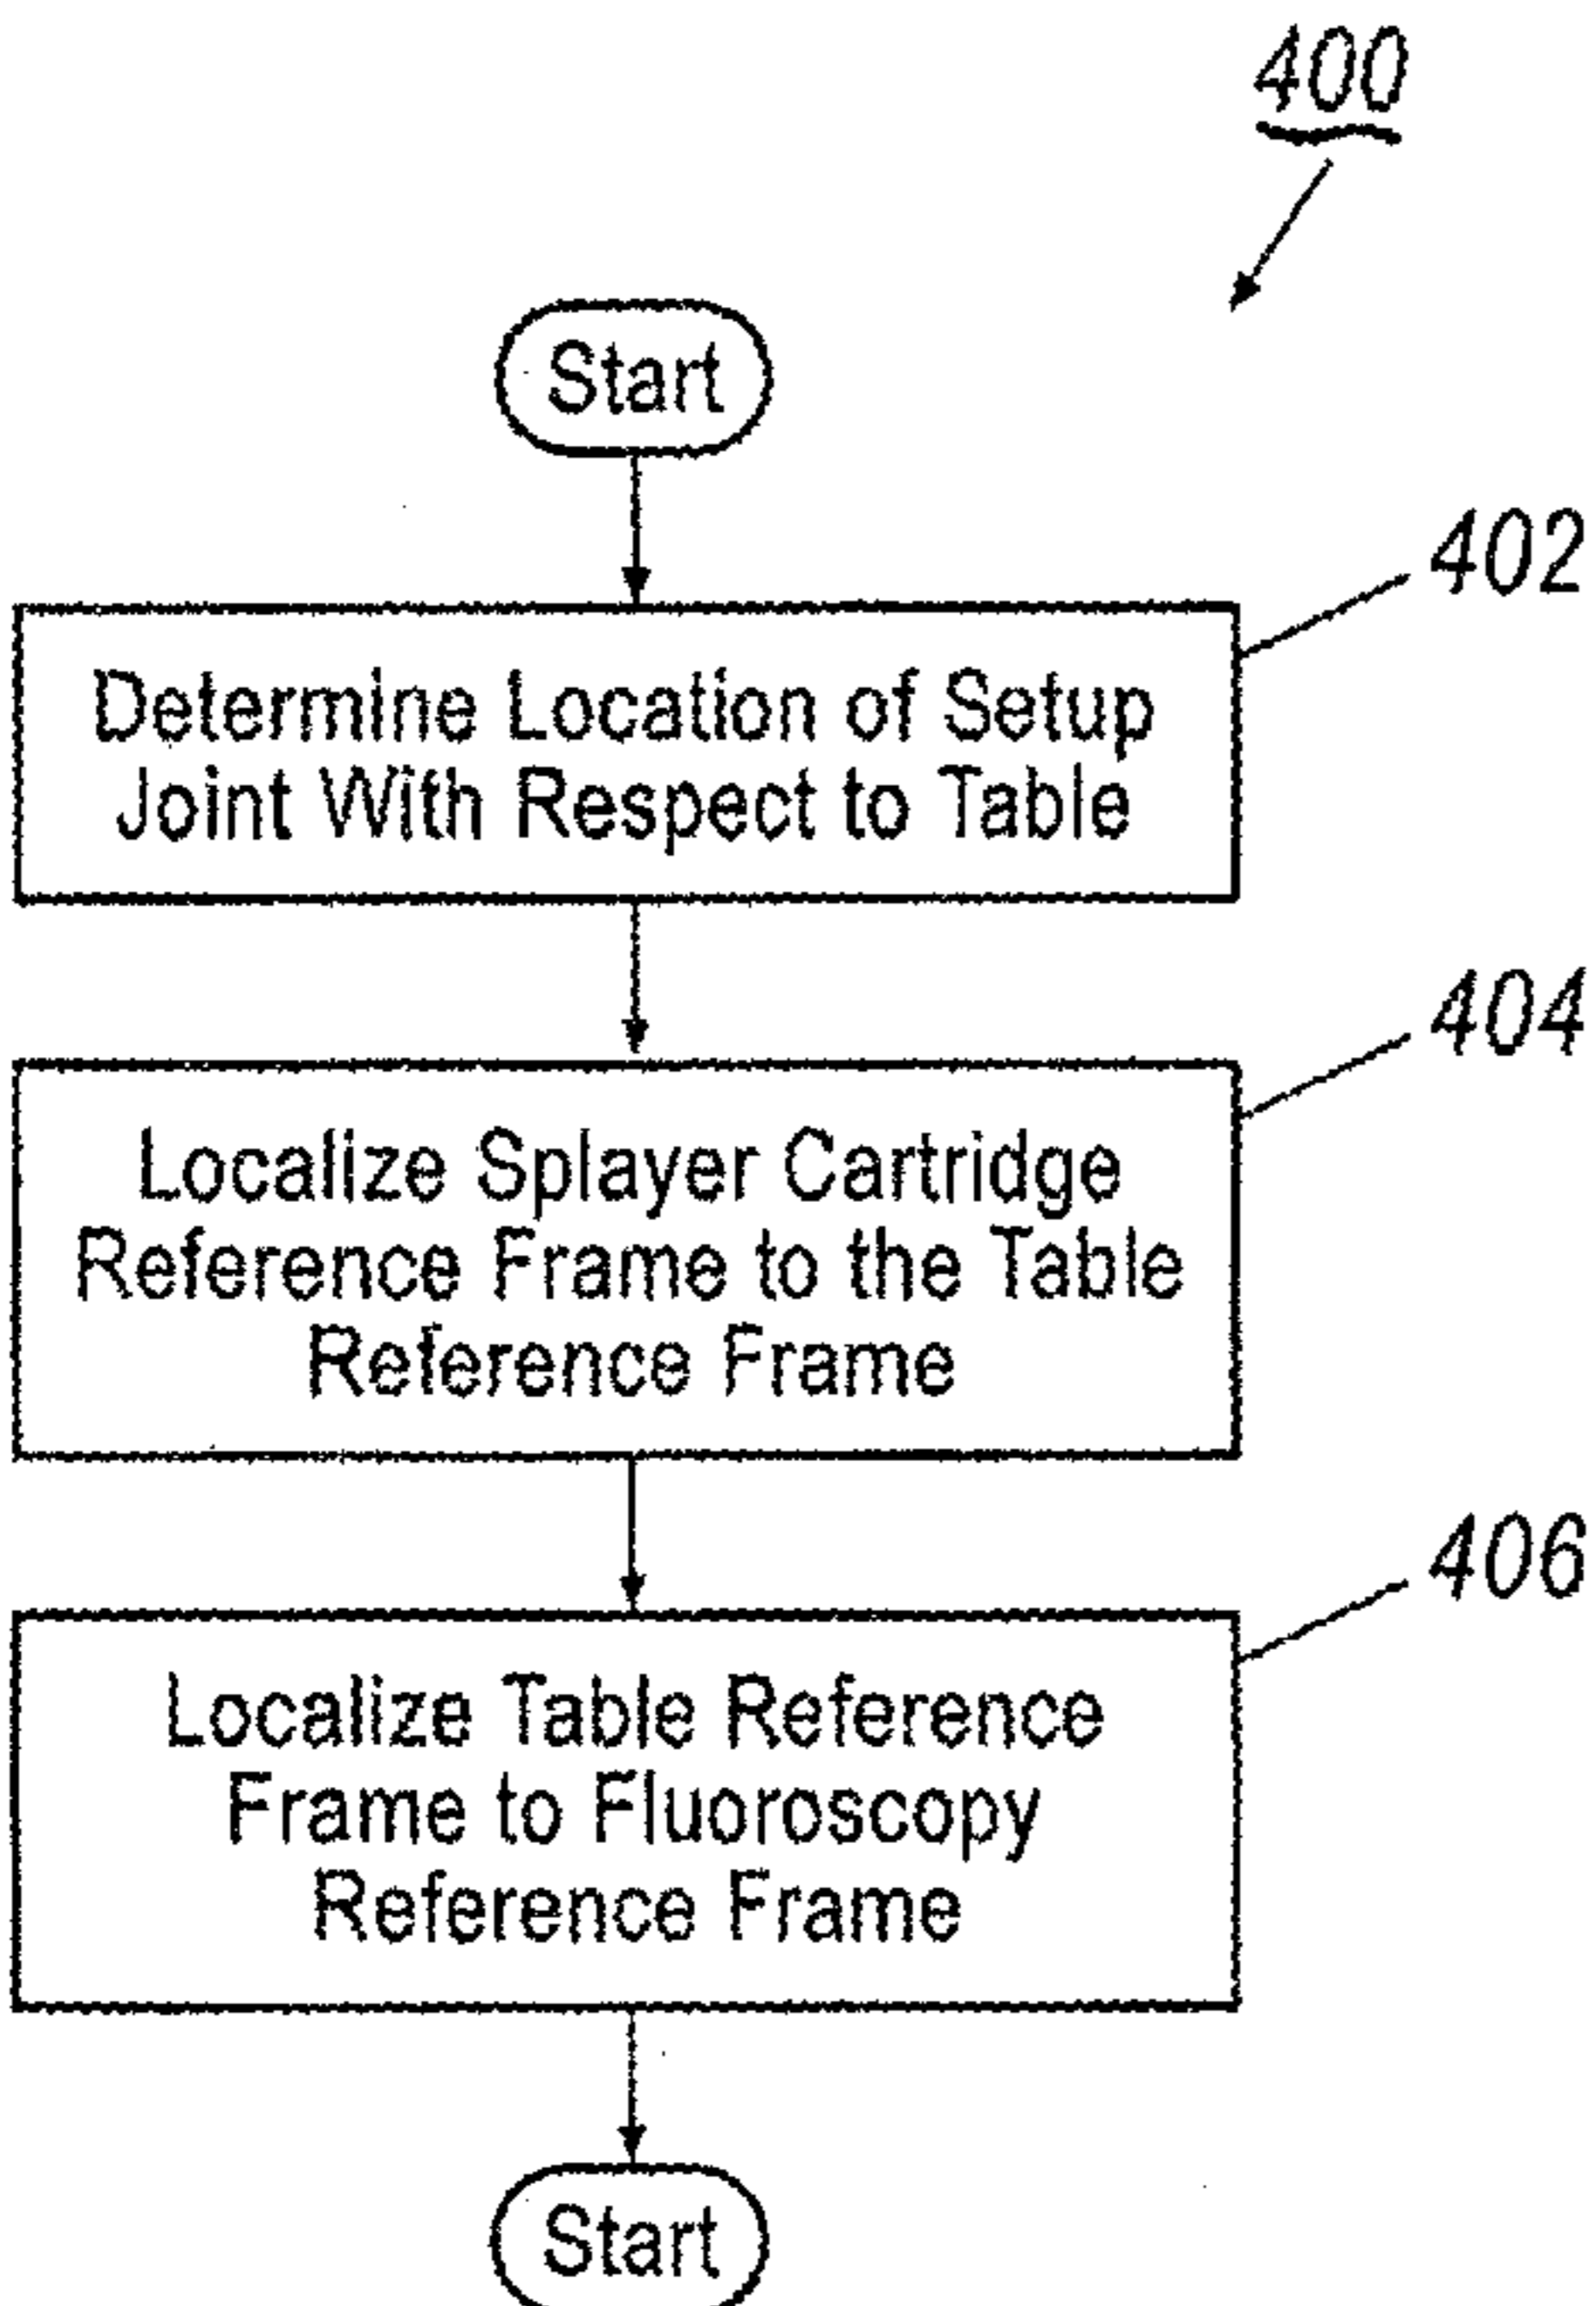 400
Start
402
Determine Location of Setup
Joint With Respect to Table
404
Localize Splayer Cartridge
Reference Frame to the Table
Reference Frame
406
Localize Table Reference
Frame to Fluoroscopy
Reference Frame
Start